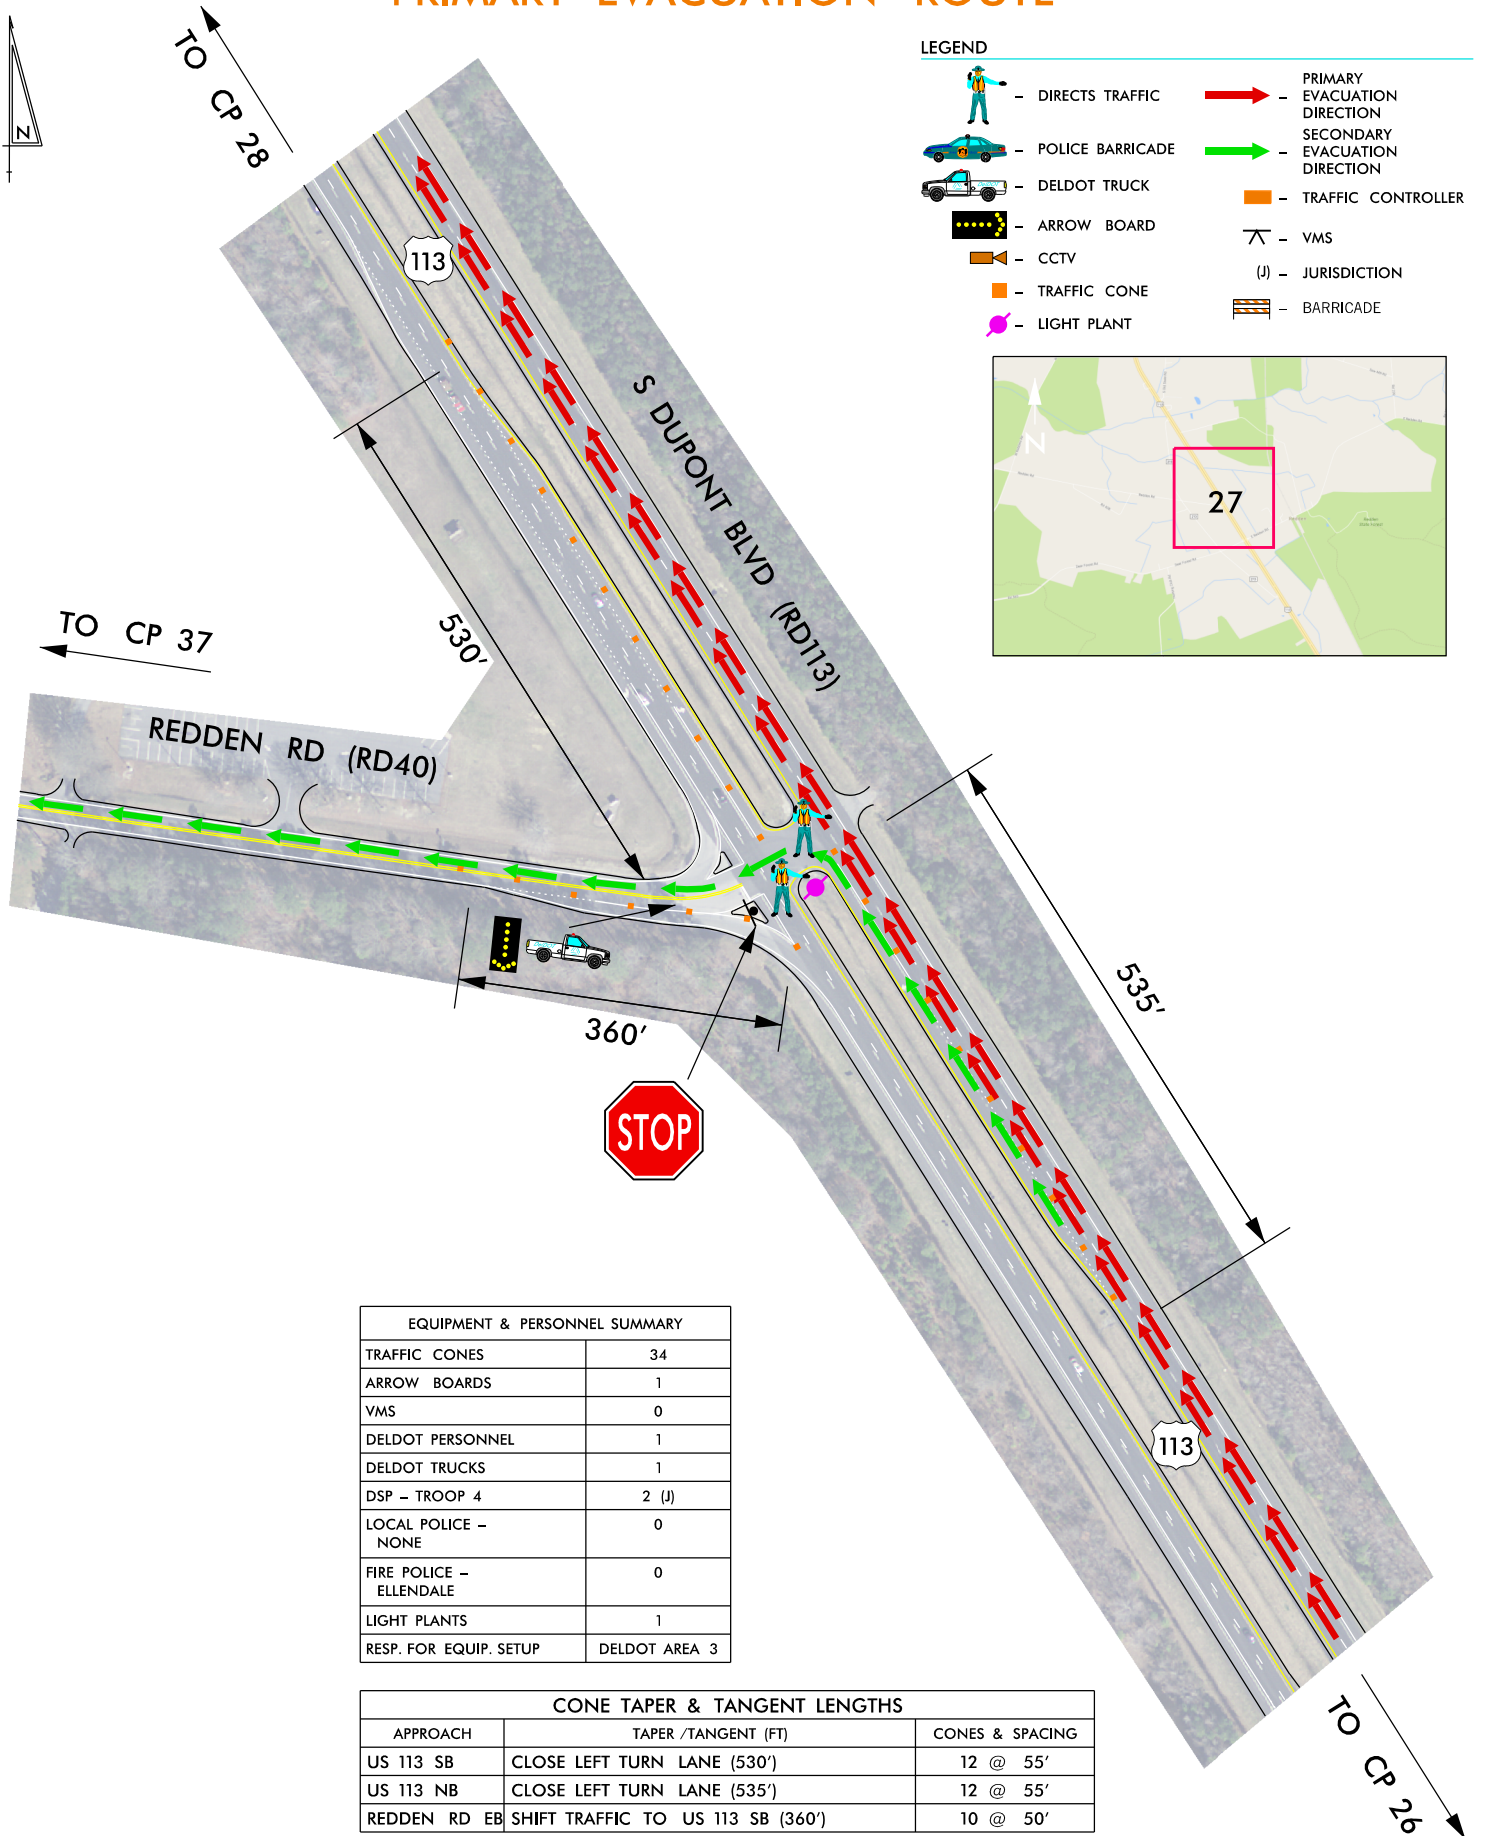 PRIMARY EVACUATION ROUTE
N
TO CP 28
LEGEND
DIRECTS TRAFFIC
POLICE BARRICADE
DELDOT TRUCK
ARROW BOARD
CCTV
TRAFFIC CONE
LIGHT PLANT
PRIMARY
EVACUATION
DIRECTION
SECONDARY
EVACUATION
DIRECTION
TRAFFIC CONTROLLER
VMS
(J) – JURISDICTION
BARRICADE
N
27
113
S DUPONT BLVD (RD113)
530'
TO CP 37
REDDEN RD (RD40)
535'
360'
STOP
113
TO CP 26
EQUIPMENT & PERSONNEL SUMMARY
TRAFFIC CONES 34
ARROW BOARDS 1
VMS 0
DELDOT PERSONNEL 1
DELDOT TRUCKS 1
DSP – TROOP 4 2 (J)
LOCAL POLICE – 0
NONE
FIRE POLICE – 0
ELLENDALE
LIGHT PLANTS 1
RESP. FOR EQUIP. SETUP DELDOT AREA 3
CONE TAPER & TANGENT LENGTHS
APPROACH TAPER /TANGENT (FT) CONES & SPACING
US 113 SB CLOSE LEFT TURN LANE (530') 12 @ 55'
US 113 NB CLOSE LEFT TURN LANE (535') 12 @ 55'
REDDEN RD EB SHIFT TRAFFIC TO US 113 SB (360') 10 @ 50'